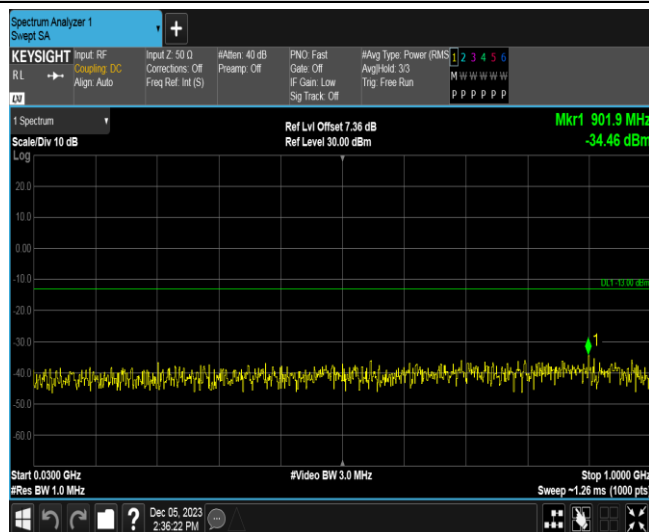 Spectrum Analyzer 1
Swept SA
+
KEYSIGHT Input: RF Input Z: 50 Ω #Atten: 40 dB PNO: Fast #Avg Type: Power (RMS 1 2 3 4 5 6
RL Coupling: DC Corrections: Off Preamp: Off Gate: Off Avg|Hold: 3/3 M W W W W W
Align: Auto Freq Ref: Int (S) IF Gain: Low Trig: Free Run
LXI Sig Track: Off P P P P P P
1 Spectrum Ref Lvl Offset 7.36 dB Mkr1 901.9 MHz
Scale/Div 10 dB Ref Level 30.00 dBm -34.46 dBm
Log
20.0
10.0
0.00
-10.0
DL1 -13.00 dBm
-20.0
-30.0
1
-40.0
-50.0
-60.0
Start 0.0300 GHz #Video BW 3.0 MHz Stop 1.0000 GHz
#Res BW 1.0 MHz Sweep ~1.26 ms (1000 pts)
? Dec 05, 2023
2:36:22 PM